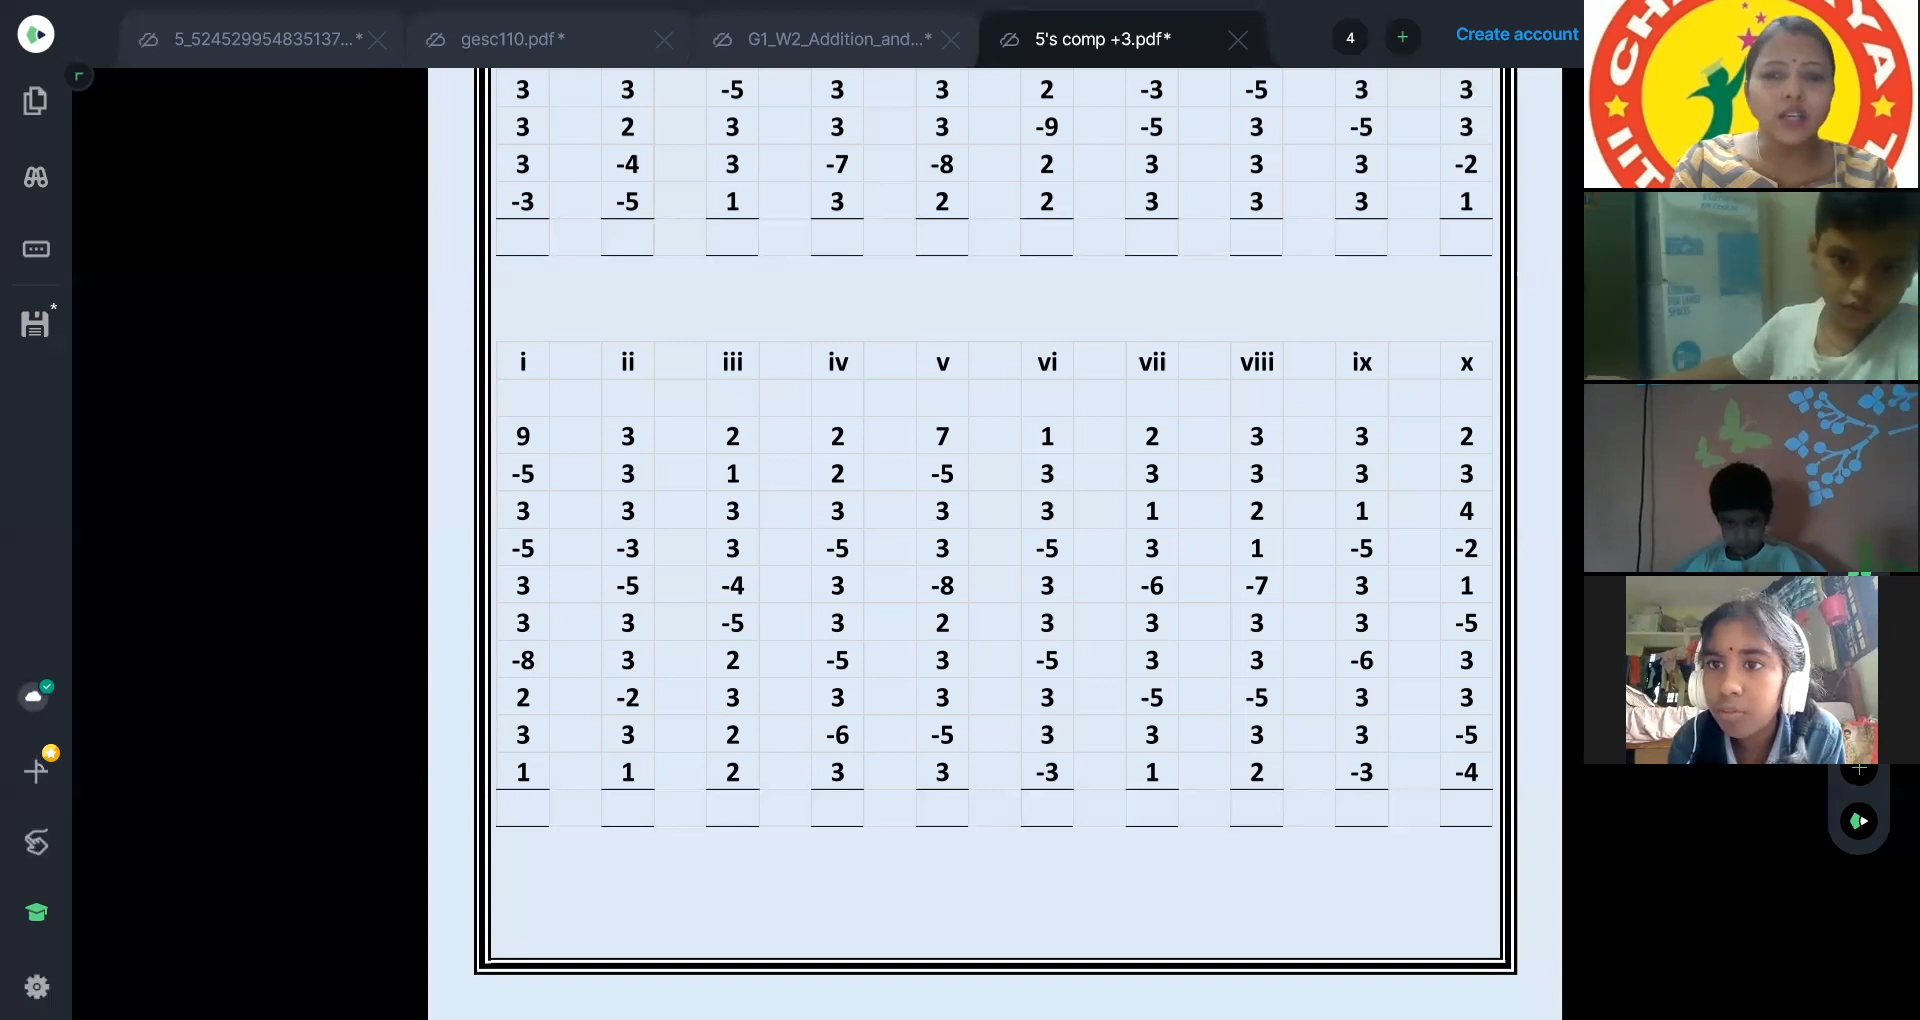 5_524529954835137...*
gesc110.pdf*
G1_W2_Addition_and...*
5's comp +3.pdf*
4
+
Create account
3 3 -5 3 3 2 -3 -5 3 3
3 2 3 3 3 -9 -5 3 -5 3
3 -4 3 -7 -8 2 3 3 3 -2
-3 -5 1 3 2 2 3 3 3 1
i ii iii iv v vi vii viii ix x
9 3 2 2 7 1 2 3 3 2
-5 3 1 2 -5 3 3 3 3 3
3 3 3 3 3 3 1 2 1 4
-5 -3 3 -5 3 -5 3 1 -5 -2
3 -5 -4 3 -8 3 -6 -7 3 1
3 3 -5 3 2 3 3 3 3 -5
-8 3 2 -5 3 -5 3 3 -6 3
2 -2 3 3 3 3 -5 -5 3 3
3 3 2 -6 -5 3 3 3 3 -5
1 1 2 3 3 -3 1 2 -3 -4